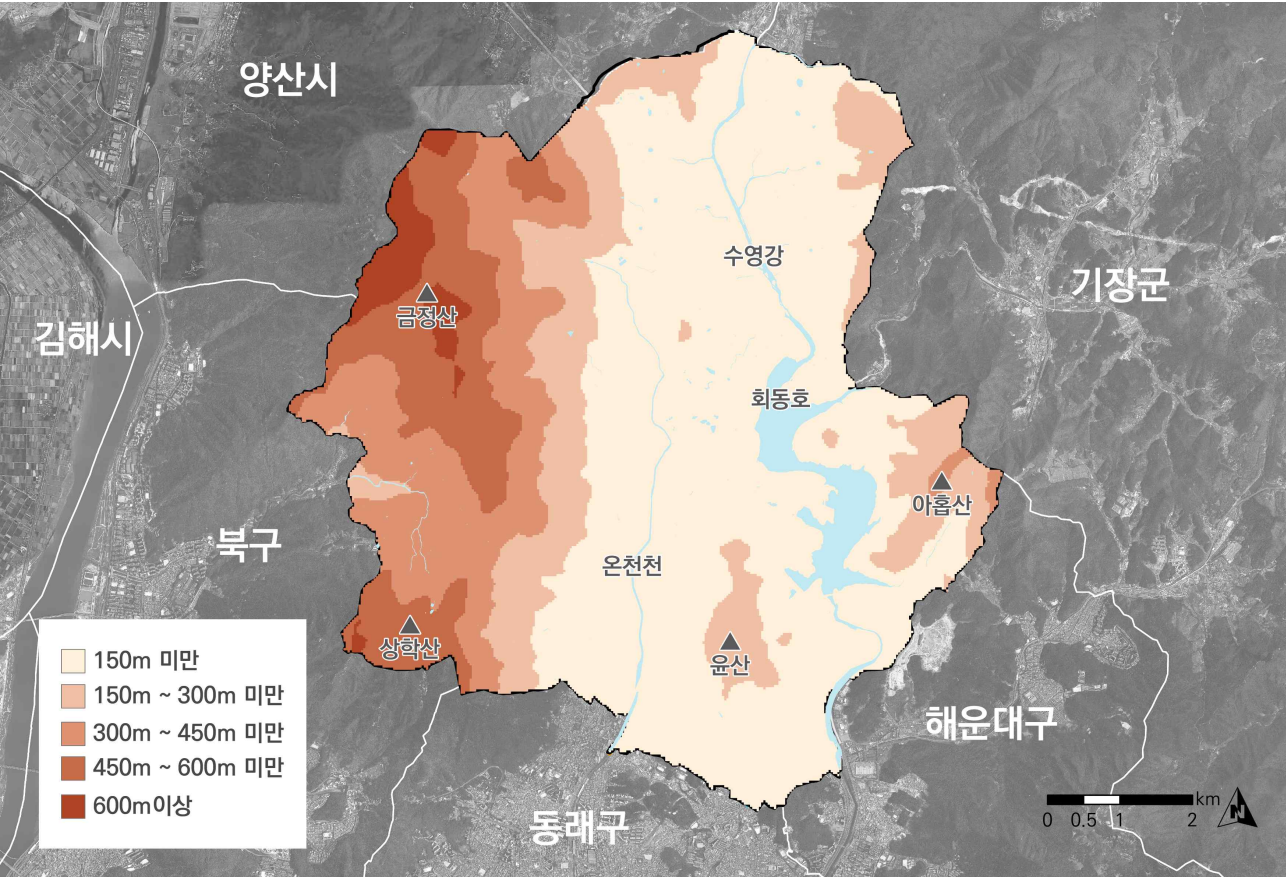 양산시
수영강
기장군
금정산
김해시
회동호
아홉산
북구
온천천
상학산
윤산
150m 미만
150m ~ 300m 미만
300m ~ 450m 미만
450m ~ 600m 미만
600m이상
해운대구
동래구
km
0 0.5 1 2
N